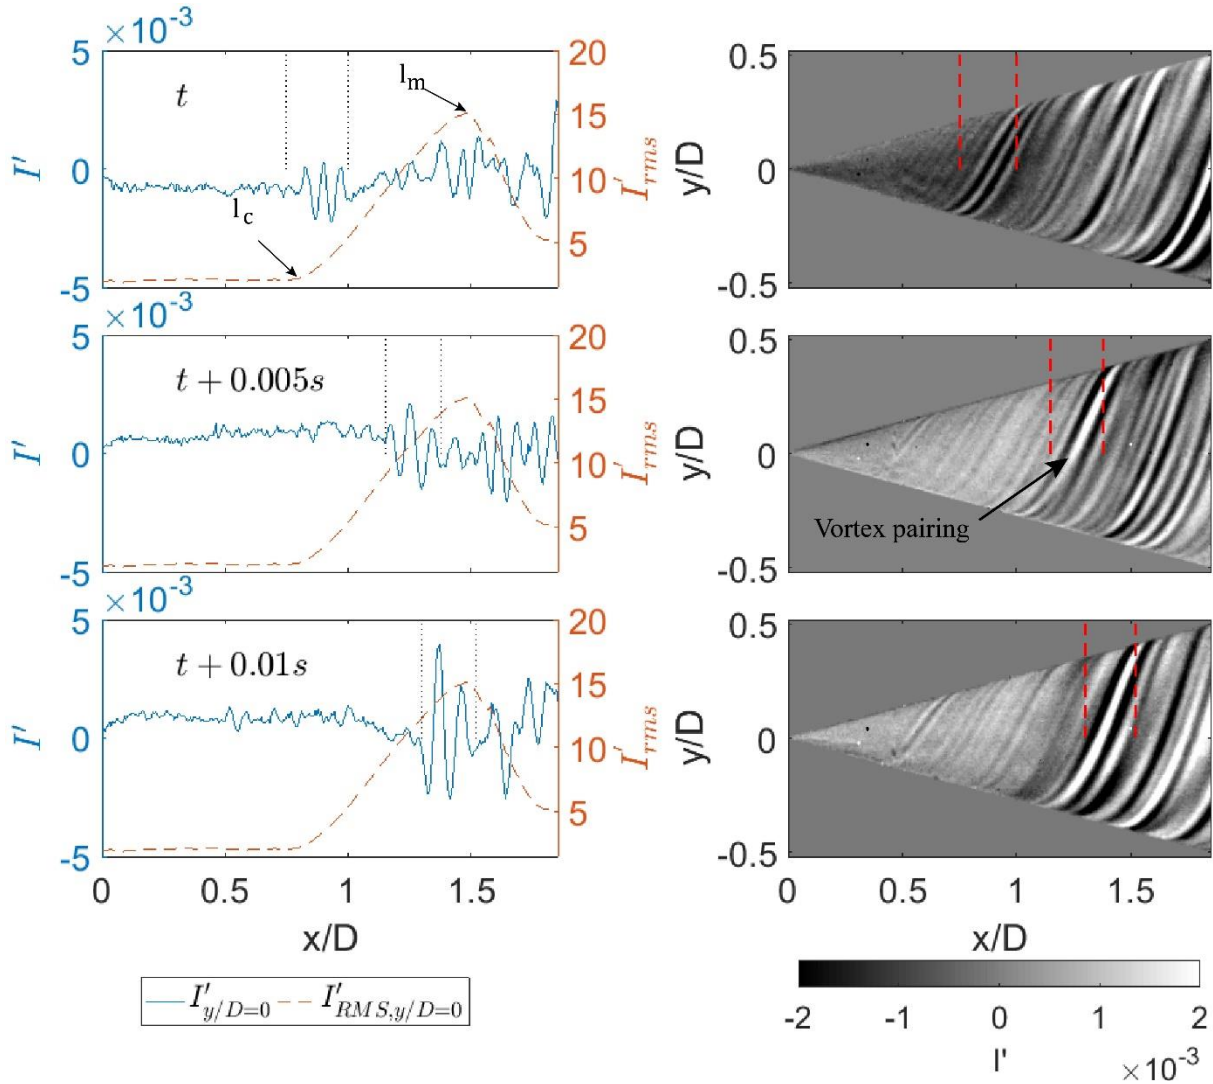 ×10⁻³
5
0
-5
I'
t
l_c
l_m
20
15
10
5
I'_rms
0.5
0
-0.5
y/D
×10⁻³
5
0
-5
I'
t + 0.005s
20
15
10
5
I'_rms
0.5
0
-0.5
y/D
Vortex pairing
×10⁻³
5
0
-5
I'
t + 0.01s
20
15
10
5
I'_rms
0.5
0
-0.5
y/D
0 0.5 1 1.5
x/D
0 0.5 1 1.5
x/D
I'_y/D=0 I'_RMS,y/D=0
-2 -1 0 1 2
I' ×10⁻³